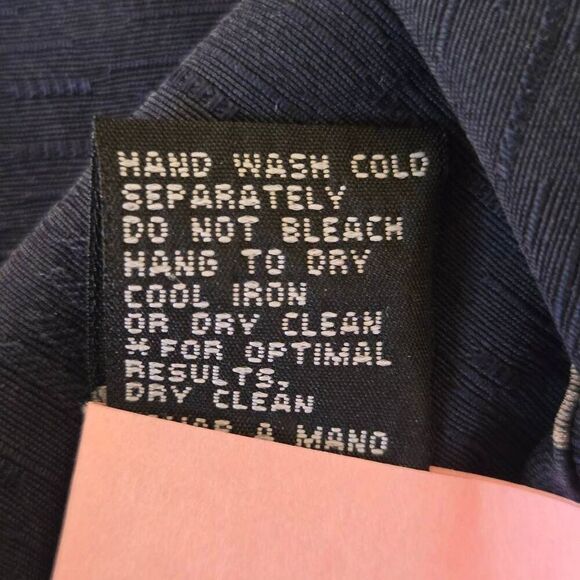 HAND WASH COLD
SEPARATELY
DO NOT BLEACH
HANG TO DRY
COOL IRON
OR DRY CLEAN
*FOR OPTIMAL
RESULTS,
DRY CLEAN
A MANO